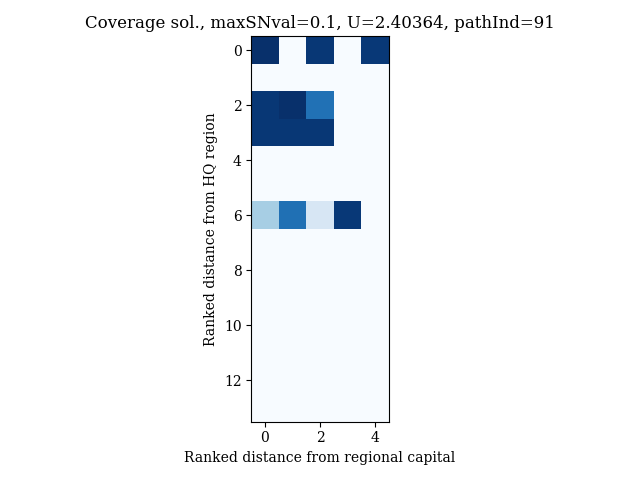 Coverage sol., maxSNval=0.1, U=2.40364, pathInd=91
Ranked distance from HQ region
0
2
4
6
8
10
12
0 2 4
Ranked distance from regional capital